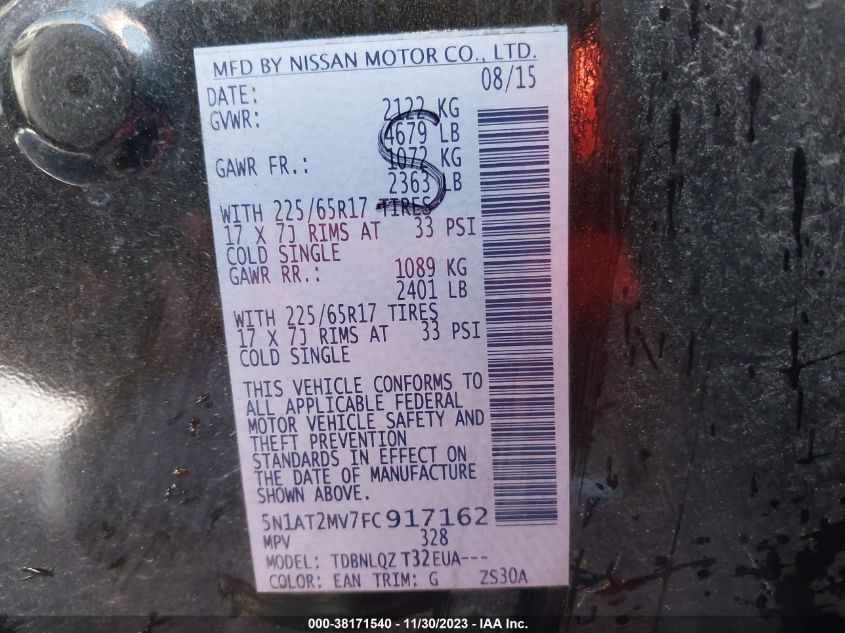 MFD BY NISSAN MOTOR CO., LTD.
DATE: 08/15
GVWR: 2122 KG
4679 LB
GAWR FR.: 1072 KG
2363 LB
WITH 225/65R17 TIRES
17 X 7J RIMS AT 33 PSI
COLD SINGLE
GAWR RR.: 1089 KG
2401 LB
WITH 225/65R17 TIRES
17 X 7J RIMS AT 33 PSI
COLD SINGLE
THIS VEHICLE CONFORMS TO
ALL APPLICABLE FEDERAL
MOTOR VEHICLE SAFETY AND
THEFT PREVENTION
STANDARDS IN EFFECT ON
THE DATE OF MANUFACTURE
SHOWN ABOVE.
5N1AT2MV7FC917162
MPV 328
MODEL: TDBNLQZ T32EUA---
COLOR: EAN TRIM: G ZS30A
S
000-38171540 - 11/30/2023 - IAA Inc.